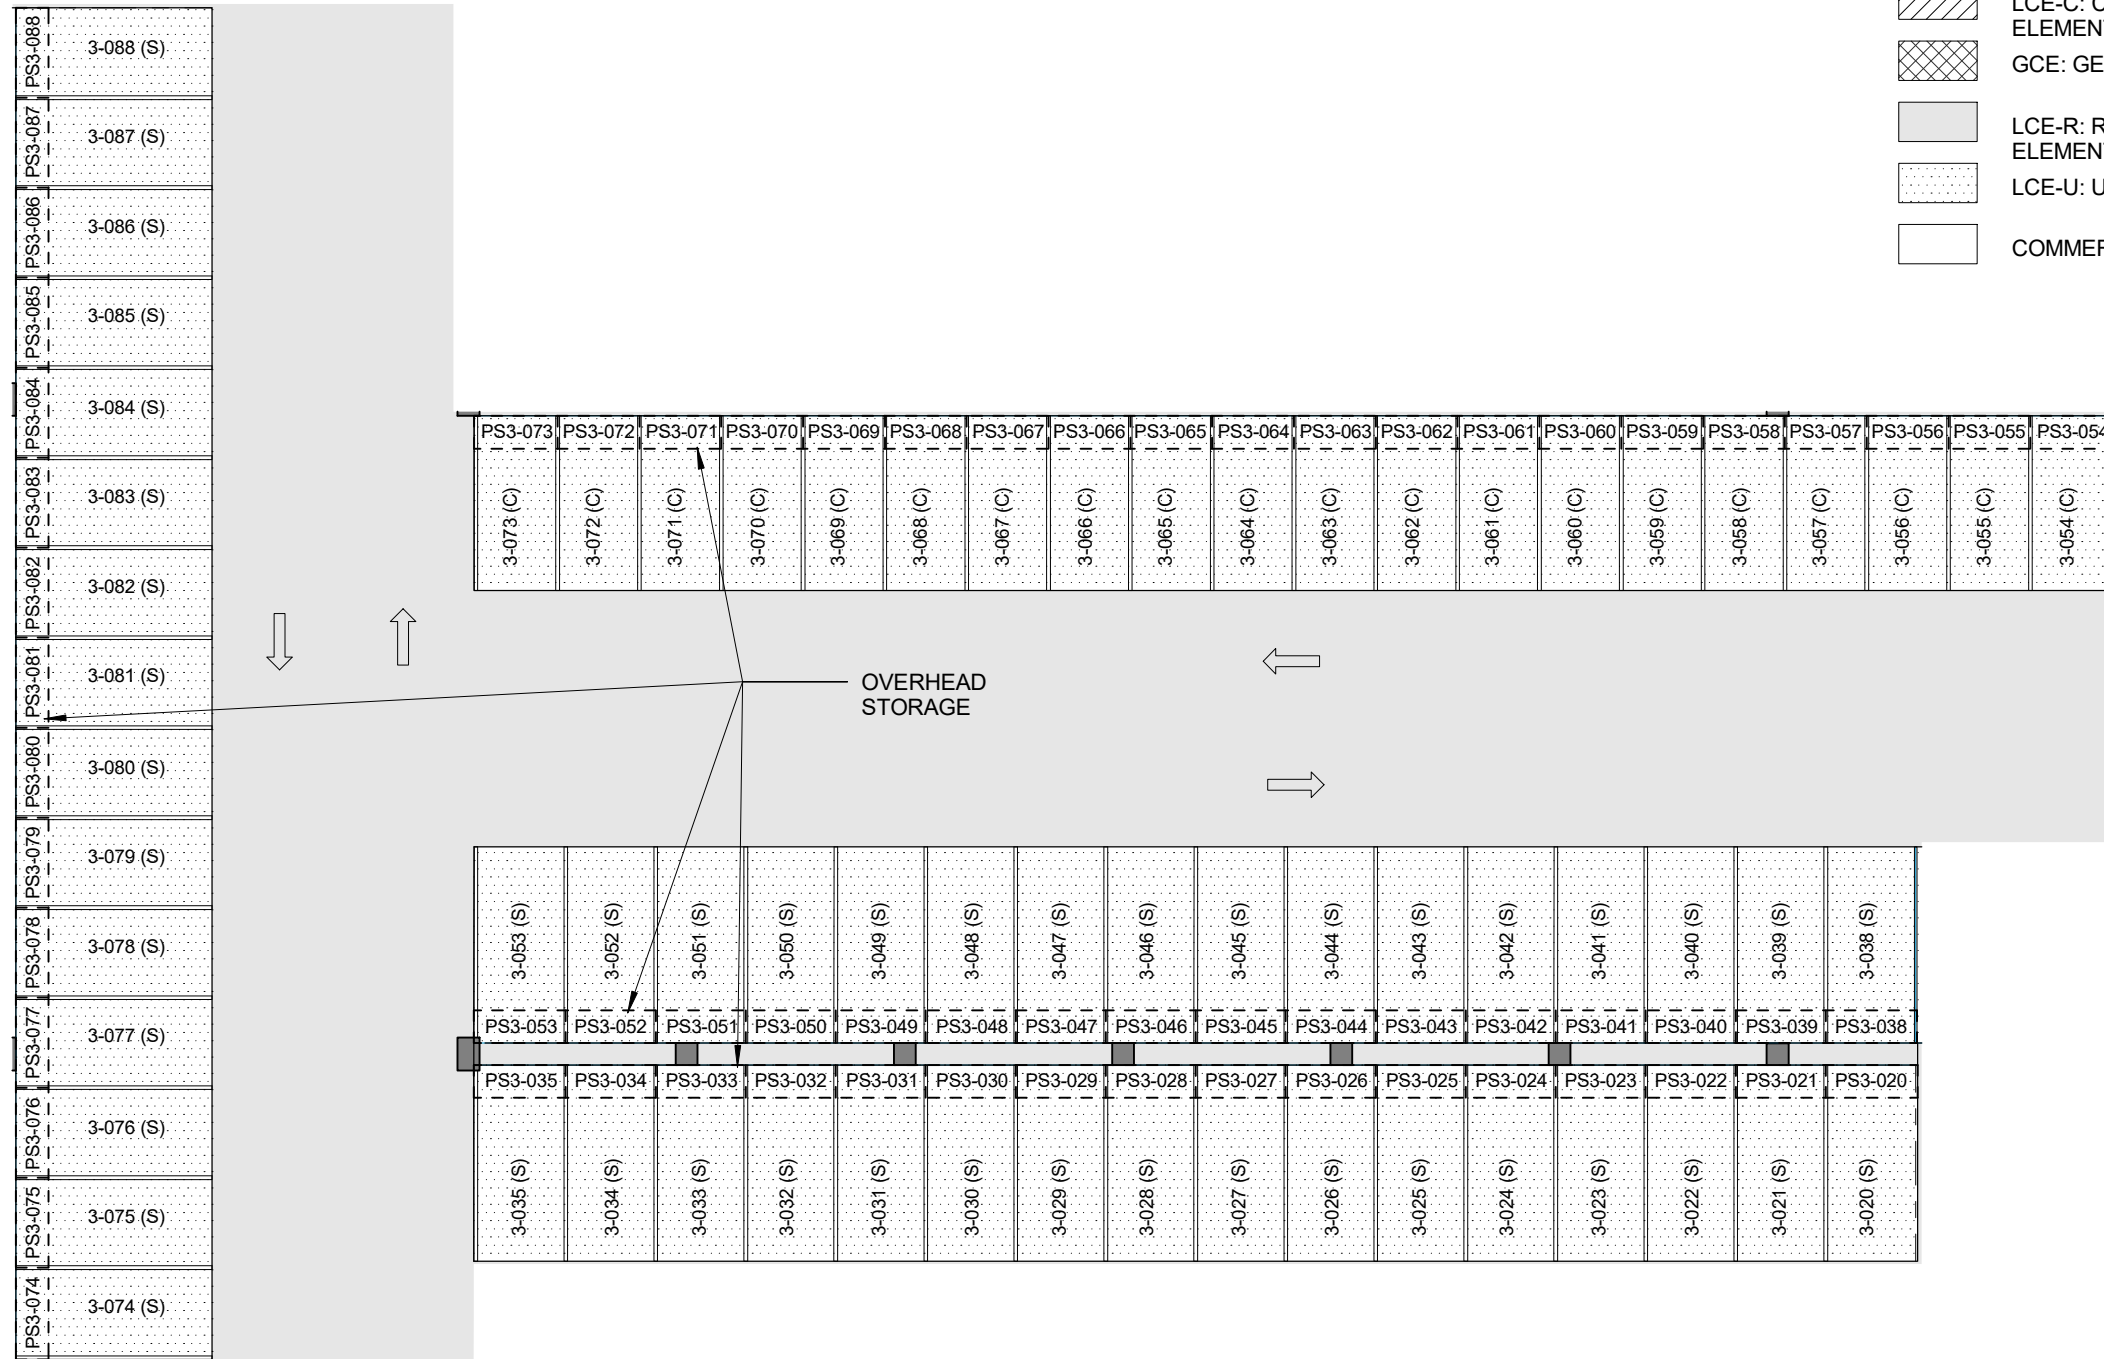 LCE-C: C
ELEMEN
GCE: GE
LCE-R: R
ELEMEN
LCE-U: U
COMME
PS3-088
3-088 (S)
PS3-087
3-087 (S)
PS3-086
3-086 (S)
PS3-085
3-085 (S)
PS3-084
3-084 (S)
PS3-083
3-083 (S)
PS3-082
3-082 (S)
PS3-081
3-081 (S)
PS3-080
3-080 (S)
PS3-079
3-079 (S)
PS3-078
3-078 (S)
PS3-077
3-077 (S)
PS3-076
3-076 (S)
PS3-075
3-075 (S)
PS3-074
3-074 (S)
PS3-073 PS3-072 PS3-071 PS3-070 PS3-069 PS3-068 PS3-067 PS3-066 PS3-065 PS3-064 PS3-063 PS3-062 PS3-061 PS3-060 PS3-059 PS3-058 PS3-057 PS3-056 PS3-055 PS3-054
3-073 (C)
3-072 (C)
3-071 (C)
3-070 (C)
3-069 (C)
3-068 (C)
3-067 (C)
3-066 (C)
3-065 (C)
3-064 (C)
3-063 (C)
3-062 (C)
3-061 (C)
3-060 (C)
3-059 (C)
3-058 (C)
3-057 (C)
3-056 (C)
3-055 (C)
3-054 (C)
OVERHEAD
STORAGE
3-053 (S)
3-052 (S)
3-051 (S)
3-050 (S)
3-049 (S)
3-048 (S)
3-047 (S)
3-046 (S)
3-045 (S)
3-044 (S)
3-043 (S)
3-042 (S)
3-041 (S)
3-040 (S)
3-039 (S)
3-038 (S)
PS3-053 PS3-052 PS3-051 PS3-050 PS3-049 PS3-048 PS3-047 PS3-046 PS3-045 PS3-044 PS3-043 PS3-042 PS3-041 PS3-040 PS3-039 PS3-038
PS3-035 PS3-034 PS3-033 PS3-032 PS3-031 PS3-030 PS3-029 PS3-028 PS3-027 PS3-026 PS3-025 PS3-024 PS3-023 PS3-022 PS3-021 PS3-020
3-035 (S)
3-034 (S)
3-033 (S)
3-032 (S)
3-031 (S)
3-030 (S)
3-029 (S)
3-028 (S)
3-027 (S)
3-026 (S)
3-025 (S)
3-024 (S)
3-023 (S)
3-022 (S)
3-021 (S)
3-020 (S)